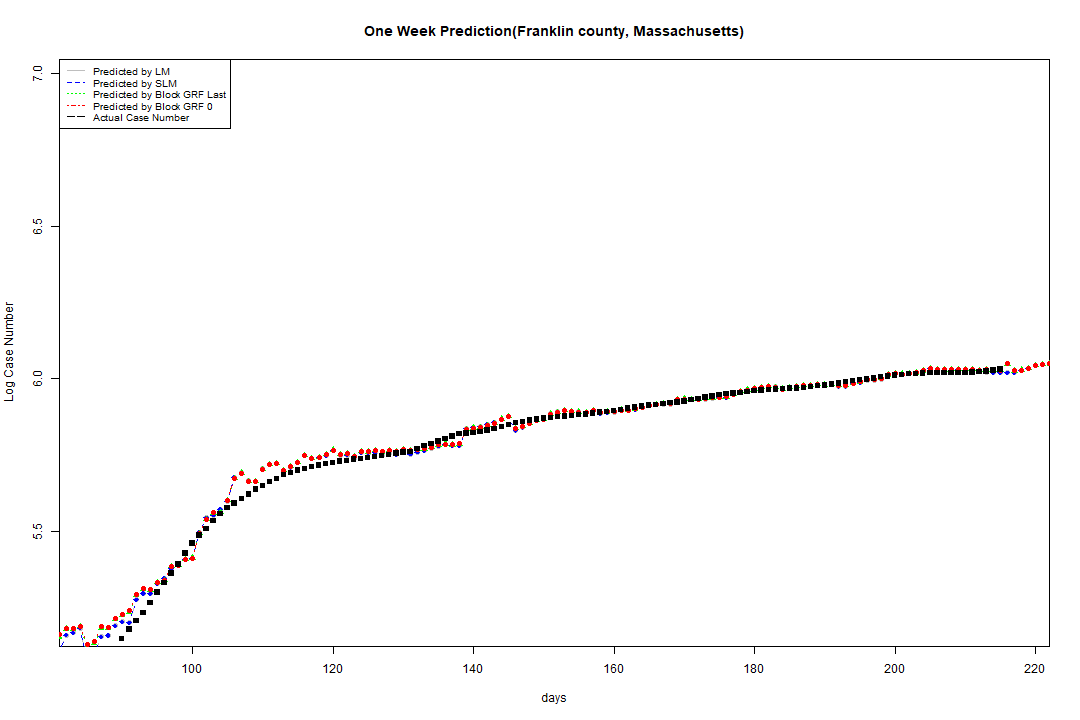 One Week Prediction(Franklin county, Massachusetts)
Predicted by LM
Predicted by SLM
Predicted by Block GRF Last
Predicted by Block GRF 0
Actual Case Number
7.0
6.5
6.0
5.5
Log Case Number
100 120 140 160 180 200 220
days